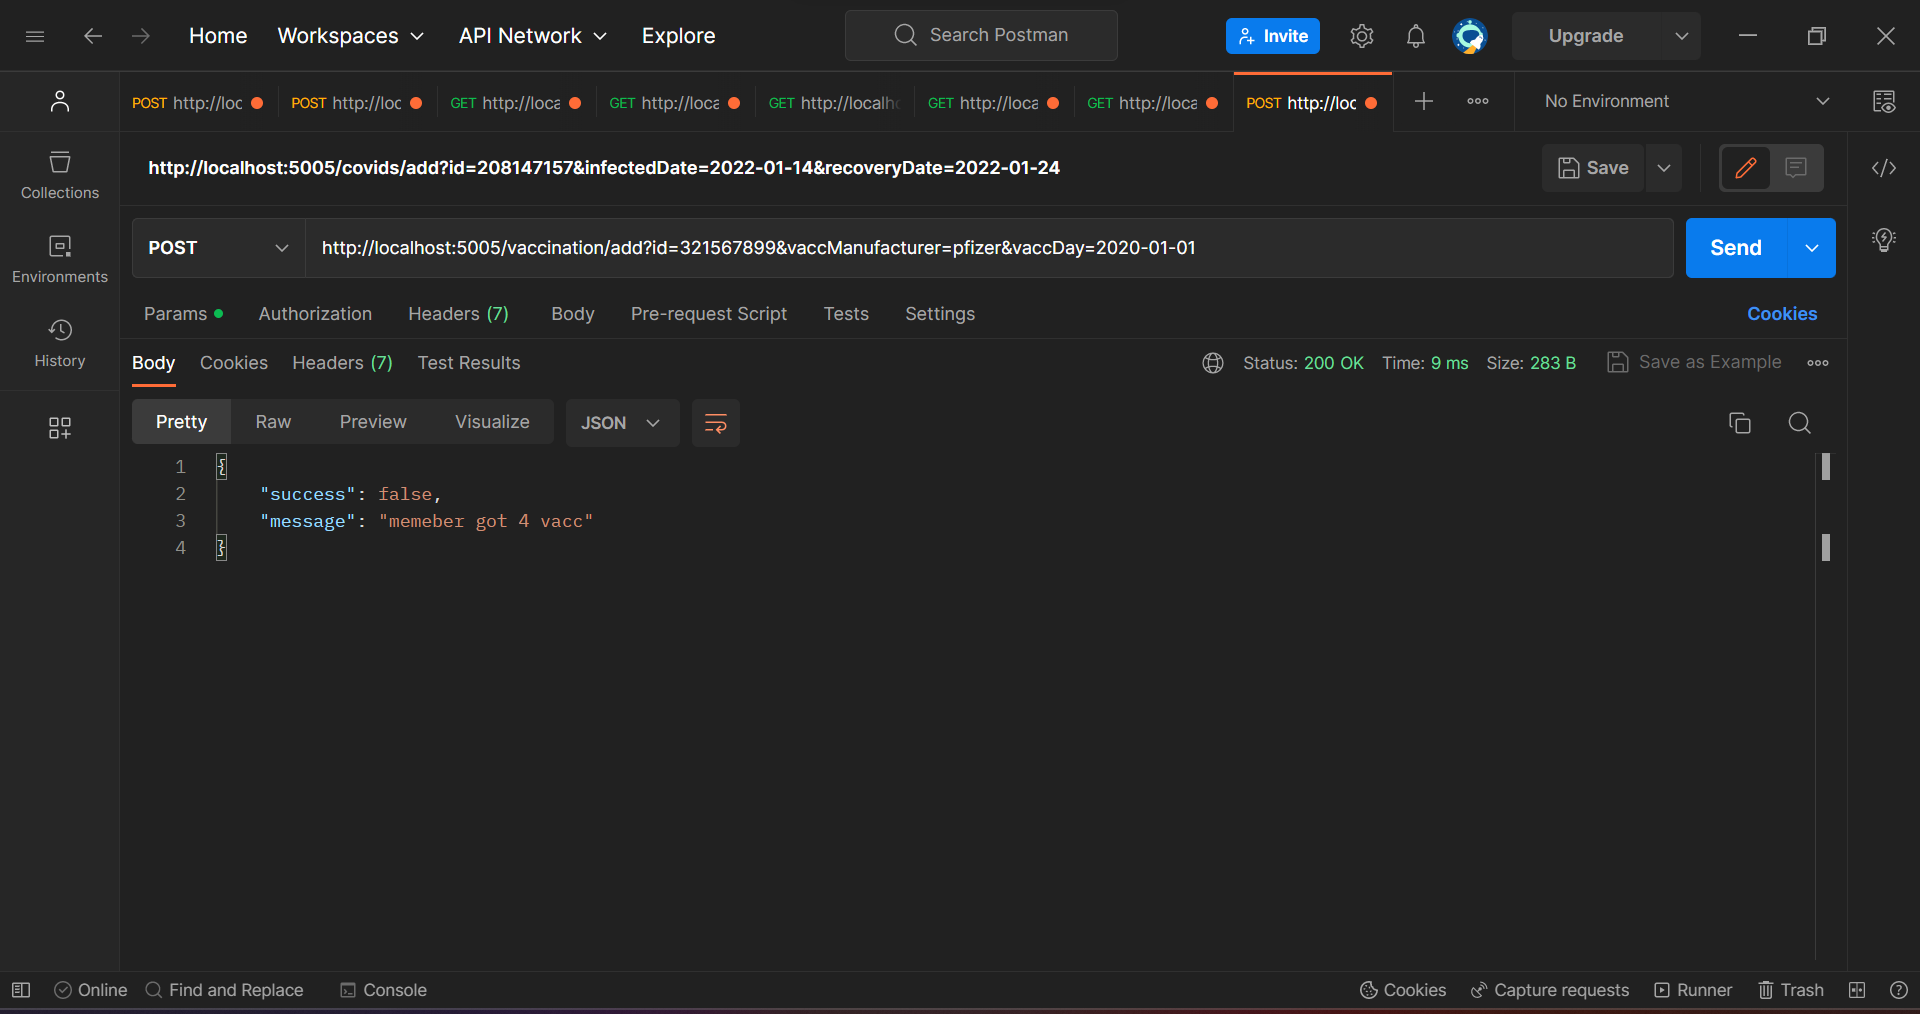 Home Workspaces API Network Explore Search Postman Invite Upgrade
POST http://loc POST http://loc GET http://loca GET http://loca GET http://localh GET http://loca GET http://loca POST http://loc No Environment
http://localhost:5005/covids/add?id=208147157&infectedDate=2022-01-14&recoveryDate=2022-01-24 Save
Collections
POST http://localhost:5005/vaccination/add?id=321567899&vaccManufacturer=pfizer&vaccDay=2020-01-01 Send
Environments
Params Authorization Headers (7) Body Pre-request Script Tests Settings Cookies
History
Body Cookies Headers (7) Test Results Status: 200 OK Time: 9 ms Size: 283 B Save as Example
Pretty Raw Preview Visualize JSON
1 {
2 "success": false,
3 "message": "memeber got 4 vacc"
4 }
Online Find and Replace Console Cookies Capture requests Runner Trash